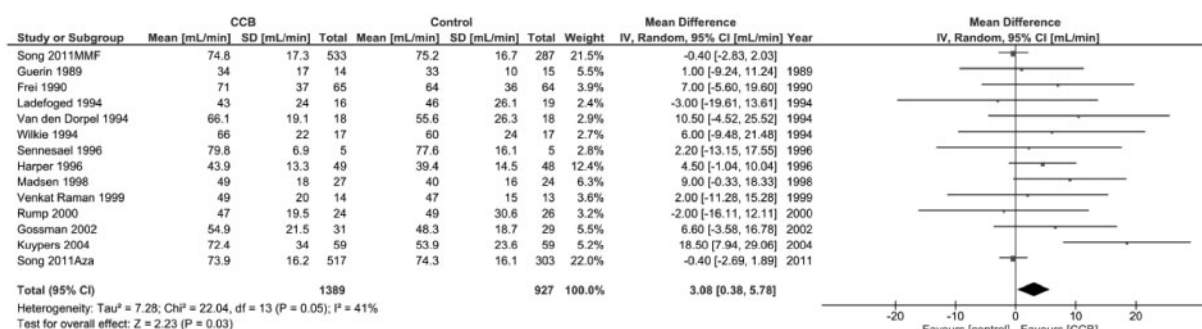 CCB Control Mean Difference Mean Difference
Study or Subgroup Mean [mL/min] SD [mL/min] Total Mean [mL/min] SD [mL/min] Total Weight IV, Random, 95% CI [mL/min] Year IV, Random, 95% CI [mL/min]
Song 2011MMF 74.8 17.3 533 75.2 16.7 287 21.5% -0.40 [-2.83, 2.03]
Guerin 1989 34 17 14 33 10 15 5.5% 1.00 [-9.24, 11.24] 1989
Frei 1990 71 37 65 64 36 64 3.9% 7.00 [-5.60, 19.60] 1990
Ladefoged 1994 43 24 16 46 26.1 19 2.4% -3.00 [-19.61, 13.61] 1994
Van den Dorpel 1994 66.1 19.1 18 55.6 26.3 18 2.9% 10.50 [-4.52, 25.52] 1994
Wilkie 1994 66 22 17 60 24 17 2.7% 6.00 [-9.48, 21.48] 1994
Sennesael 1996 79.8 6.9 5 77.6 16.1 5 2.8% 2.20 [-13.15, 17.55] 1996
Harper 1996 43.9 13.3 49 39.4 14.5 48 12.4% 4.50 [-1.04, 10.04] 1996
Madsen 1998 49 18 27 40 16 24 6.3% 9.00 [-0.33, 18.33] 1998
Venkat Raman 1999 49 20 14 47 15 13 3.6% 2.00 [-11.28, 15.28] 1999
Rump 2000 47 19.5 24 49 30.6 26 3.2% -2.00 [-16.11, 12.11] 2000
Gossman 2002 54.9 21.5 31 48.3 18.7 29 5.5% 6.60 [-3.58, 16.78] 2002
Kuypers 2004 72.4 34 59 53.9 23.6 59 5.2% 18.50 [7.94, 29.06] 2004
Song 2011Aza 73.9 16.2 517 74.3 16.1 303 22.0% -0.40 [-2.69, 1.89] 2011
Total (95% CI) 1389 927 100.0% 3.08 [0.38, 5.78]
Heterogeneity: Tau² = 7.28; Chi² = 22.04, df = 13 (P = 0.05); I² = 41%
Test for overall effect: Z = 2.23 (P = 0.03)
-20 -10 0 10 20
Favours [control] Favours [CCB]